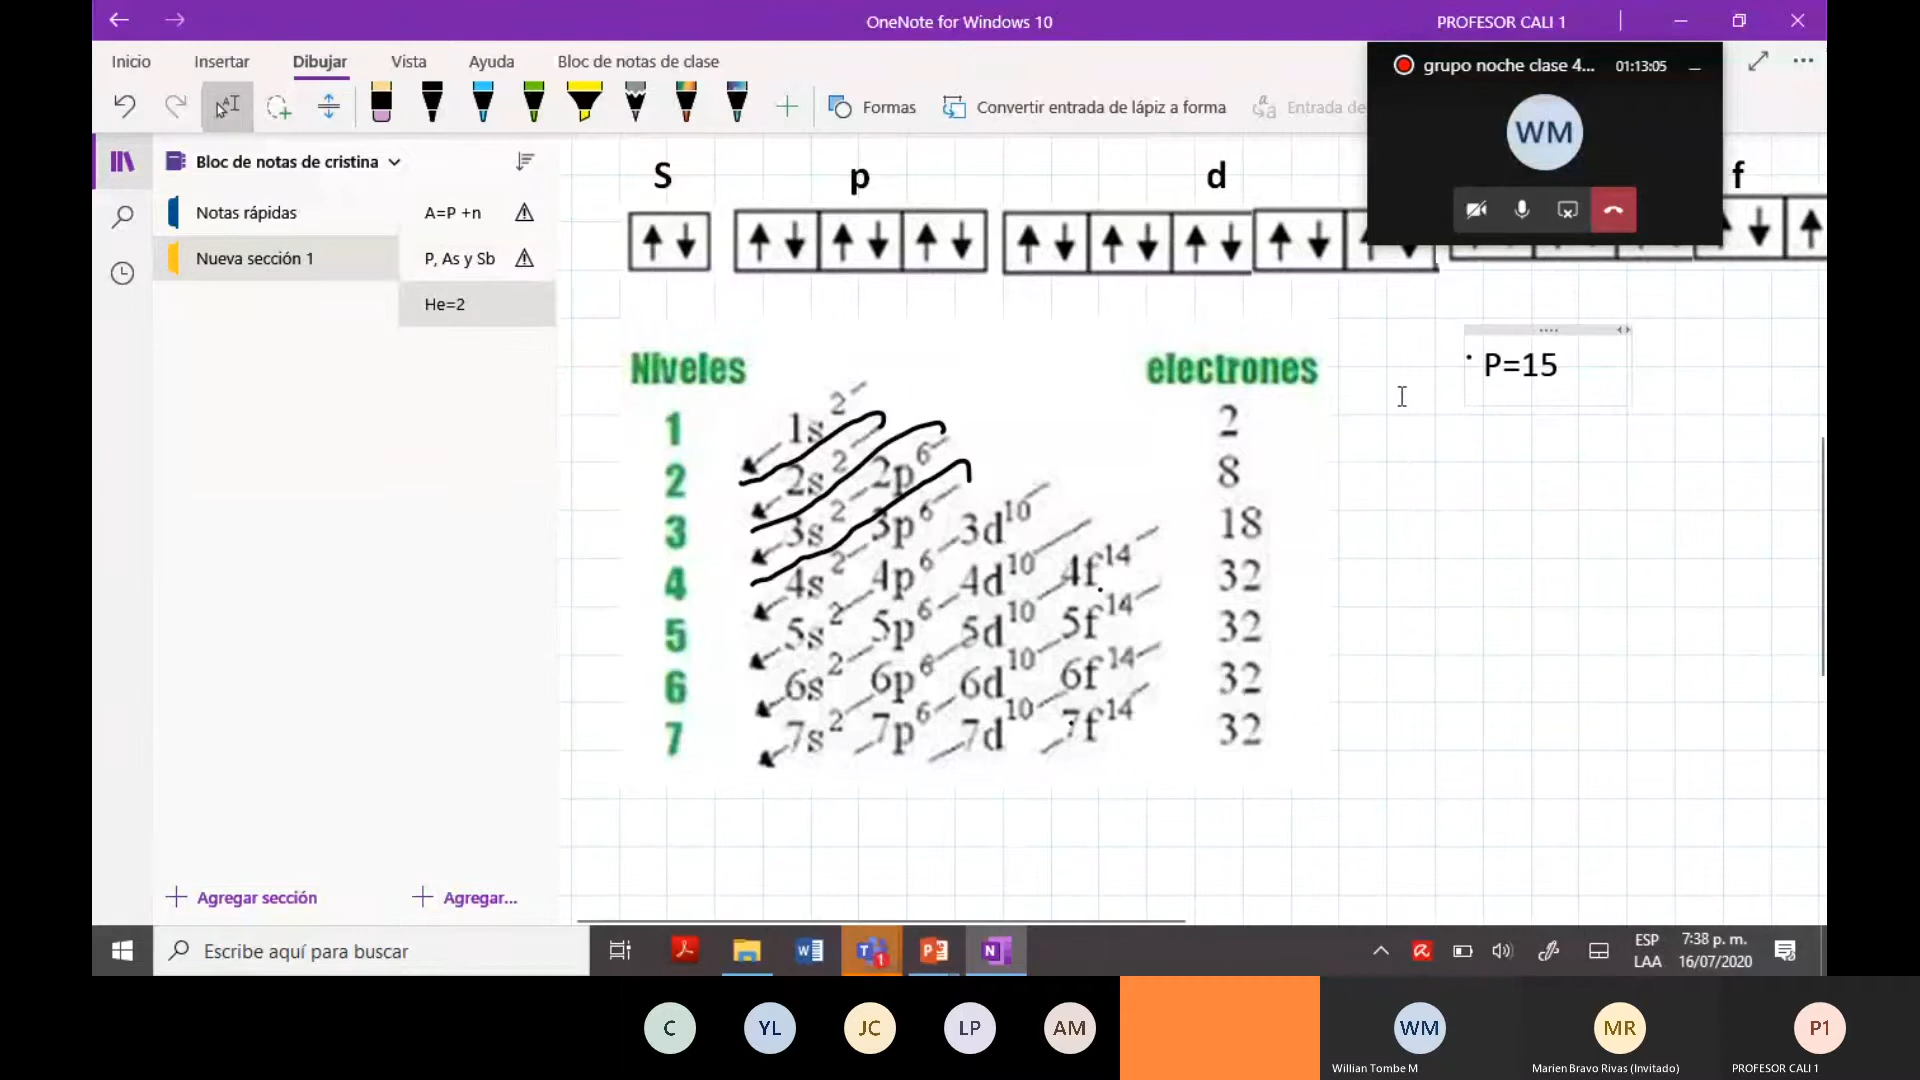 OneNote for Windows 10
PROFESOR CALI 1
Inicio
Insertar
Dibujar
Vista
Ayuda
Bloc de notas de clase
grupo noche clase 4...
01:13:05
WM
Formas
Convertir entrada de lápiz a forma
Entrada de
Bloc de notas de cristina
Notas rápidas
Nueva sección 1
A=P +n
P, As y Sb
He=2
S
p
d
f
Niveles
electrones
P=15
1 1s2 2
2 2s2 2p6 8
3 3s2 3p6 3d10 18
4 4s2 4p6 4d10 4f14 32
5 5s2 5p6 5d10 5f14 32
6 6s2 6p6 6d10 6f14 32
7 7s2 7p6 7d10 7f14 32
Agregar sección
Agregar...
Escribe aquí para buscar
ESP
LAA
7:38 p. m.
16/07/2020
C
YL
JC
LP
AM
WM
MR
P1
Willian Tombe M
Marien Bravo Rivas (Invitado)
PROFESOR CALI 1